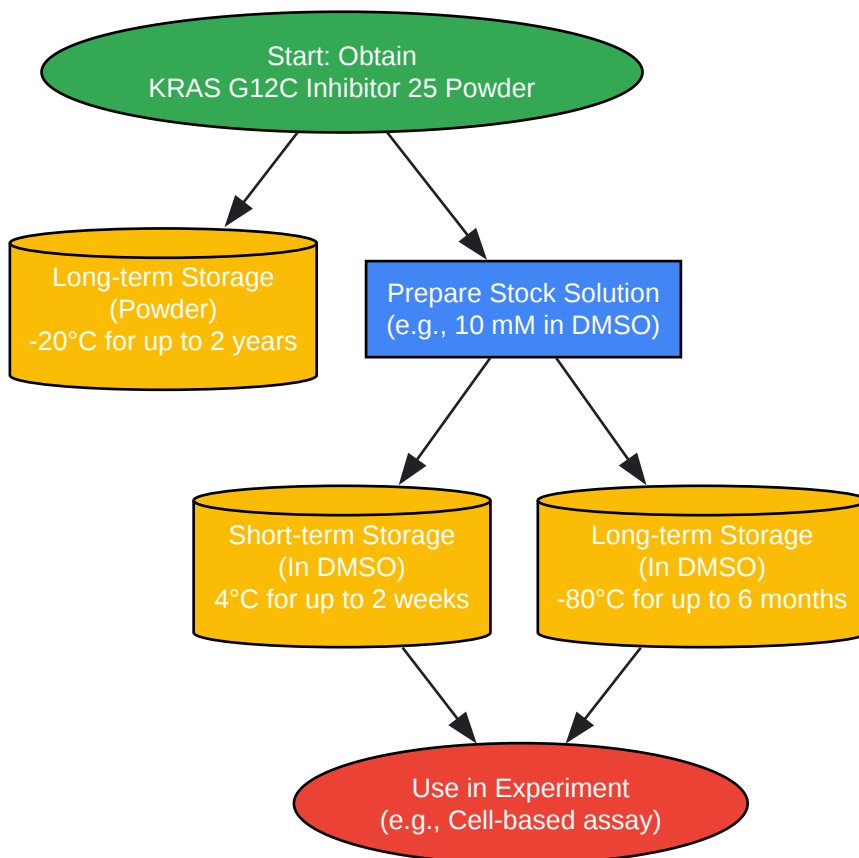 Start: Obtain
KRAS G12C Inhibitor 25 Powder
Long-term Storage
(Powder)
-20°C for up to 2 years
Prepare Stock Solution
(e.g., 10 mM in DMSO)
Short-term Storage
(In DMSO)
4°C for up to 2 weeks
Long-term Storage
(In DMSO)
-80°C for up to 6 months
Use in Experiment
(e.g., Cell-based assay)